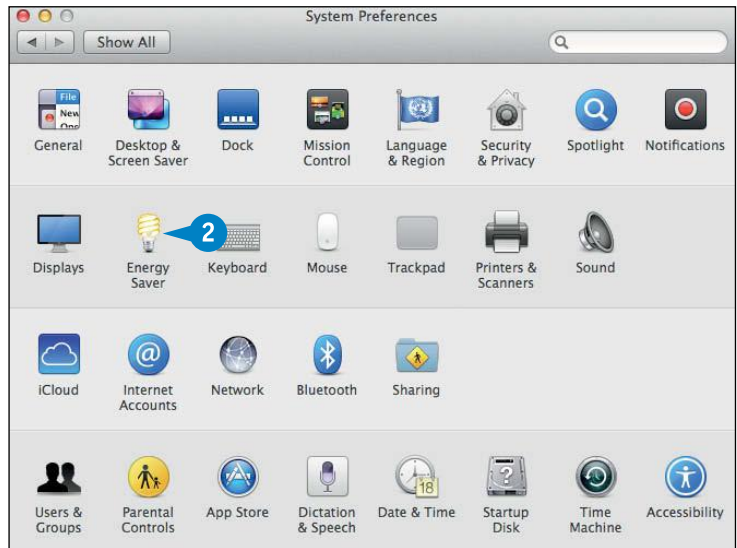 System Preferences
Show All
File
New
Ope
General
Desktop &
Screen Saver
Dock
Mission
Control
Language
& Region
Security
& Privacy
Spotlight
Notifications
2
Displays
Energy
Saver
Keyboard
Mouse
Trackpad
Printers &
Scanners
Sound
@
iCloud
Internet
Accounts
Network
Bluetooth
Sharing
18
?
Users &
Groups
Parental
Controls
App Store
Dictation
& Speech
Date & Time
Startup
Disk
Time
Machine
Accessibility